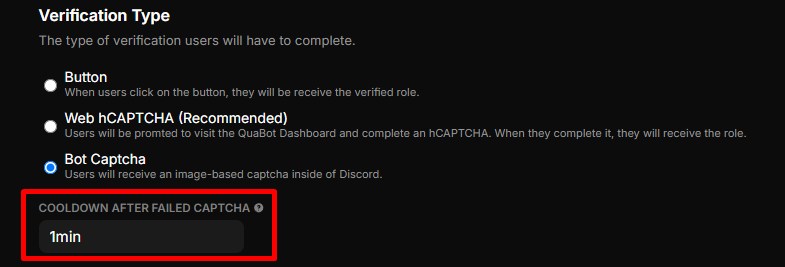 Verification Type
The type of verification users will have to complete.
Button
When users click on the button, they will be receive the verified role.
Web hCAPTCHA (Recommended)
Users will be promted to visit the QuaBot Dashboard and complete an hCAPTCHA. When they complete it, they will receive the role.
Bot Captcha
Users will receive an image-based captcha inside of Discord.
COOLDOWN AFTER FAILED CAPTCHA ?
1min